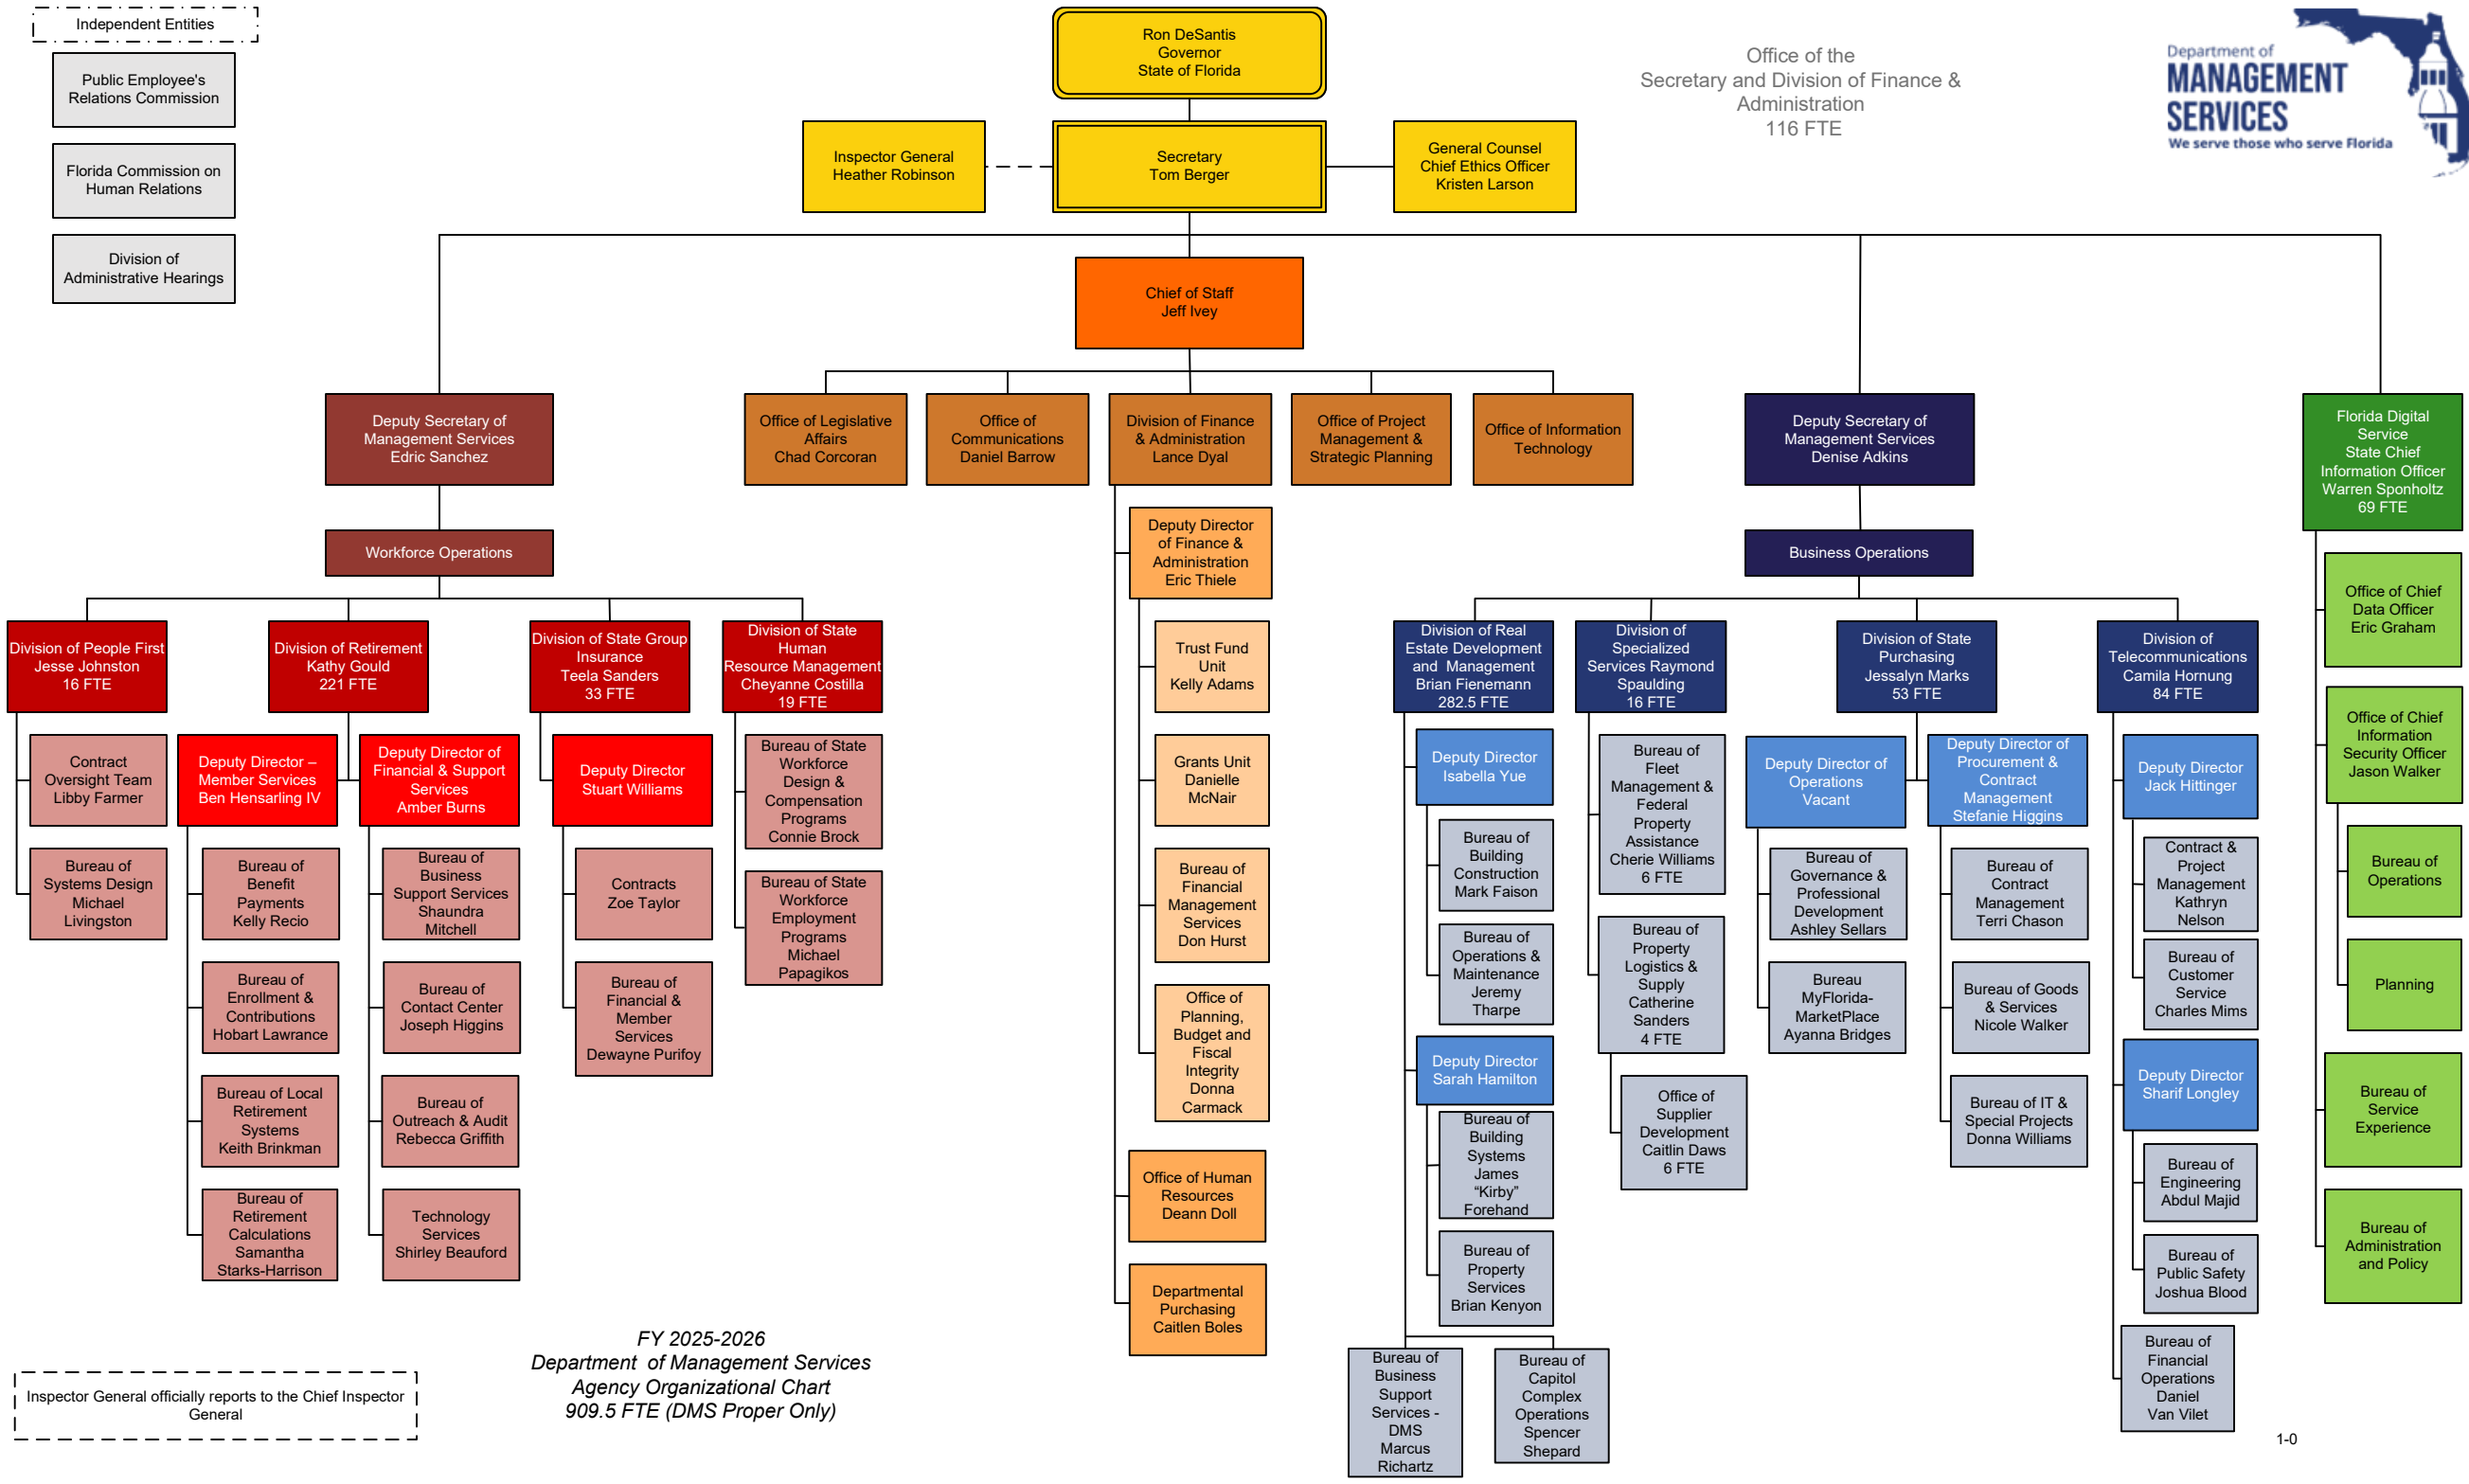 Independent Entities
Public Employee's
Relations Commission
Florida Commission on
Human Relations
Division of
Administrative Hearings
Ron DeSantis
Governor
State of Florida
Inspector General
Heather Robinson
Secretary
Tom Berger
General Counsel
Chief Ethics Officer
Kristen Larson
Office of the
Secretary and Division of Finance &
Administration
116 FTE
Department of
MANAGEMENT
SERVICES
We serve those who serve Florida
Chief of Staff
Jeff Ivey
Deputy Secretary of
Management Services
Edric Sanchez
Workforce Operations
Office of Legislative
Affairs
Chad Corcoran
Office of
Communications
Daniel Barrow
Division of Finance
& Administration
Lance Dyal
Office of Project
Management &
Strategic Planning
Office of Information
Technology
Deputy Secretary of
Management Services
Denise Adkins
Business Operations
Florida Digital
Service
State Chief
Information Officer
Warren Sponholtz
69 FTE
Division of People First
Jesse Johnston
16 FTE
Contract
Oversight Team
Libby Farmer
Bureau of
Systems Design
Michael
Livingston
Division of Retirement
Kathy Gould
221 FTE
Deputy Director –
Member Services
Ben Hensarling IV
Bureau of
Benefit
Payments
Kelly Recio
Bureau of
Enrollment &
Contributions
Hobart Lawrance
Bureau of Local
Retirement
Systems
Keith Brinkman
Bureau of
Retirement
Calculations
Samantha
Starks-Harrison
Deputy Director of
Financial & Support
Services
Amber Burns
Bureau of
Business
Support Services
Shaundra
Mitchell
Bureau of
Contact Center
Joseph Higgins
Bureau of
Outreach & Audit
Rebecca Griffith
Technology
Services
Shirley Beauford
Division of State Group
Insurance
Teela Sanders
33 FTE
Deputy Director
Stuart Williams
Contracts
Zoe Taylor
Bureau of
Financial &
Member
Services
Dewayne Purifoy
Division of State
Human
Resource Management
Cheyanne Costilla
19 FTE
Bureau of State
Workforce
Design &
Compensation
Programs
Connie Brock
Bureau of State
Workforce
Employment
Programs
Michael
Papagikos
Deputy Director
of Finance &
Administration
Eric Thiele
Trust Fund
Unit
Kelly Adams
Grants Unit
Danielle
McNair
Bureau of
Financial
Management
Services
Don Hurst
Office of
Planning,
Budget and
Fiscal
Integrity
Donna
Carmack
Office of Human
Resources
Deann Doll
Departmental
Purchasing
Caitlen Boles
Division of Real
Estate Development
and Management
Brian Fienemann
282.5 FTE
Deputy Director
Isabella Yue
Bureau of
Building
Construction
Mark Faison
Bureau of
Operations &
Maintenance
Jeremy
Tharpe
Deputy Director
Sarah Hamilton
Bureau of
Building
Systems
James
“Kirby”
Forehand
Bureau of
Property
Services
Brian Kenyon
Bureau of
Business
Support
Services -
DMS
Marcus
Richartz
Bureau of
Capitol
Complex
Operations
Spencer
Shepard
Division of
Specialized
Services Raymond
Spaulding
16 FTE
Bureau of
Fleet
Management &
Federal
Property
Assistance
Cherie Williams
6 FTE
Bureau of
Property
Logistics &
Supply
Catherine
Sanders
4 FTE
Office of
Supplier
Development
Caitlin Daws
6 FTE
Division of State
Purchasing
Jessalyn Marks
53 FTE
Deputy Director of
Operations
Vacant
Bureau of
Governance &
Professional
Development
Ashley Sellars
Bureau
MyFlorida-
MarketPlace
Ayanna Bridges
Deputy Director of
Procurement &
Contract
Management
Stefanie Higgins
Bureau of
Contract
Management
Terri Chason
Bureau of Goods
& Services
Nicole Walker
Bureau of IT &
Special Projects
Donna Williams
Division of
Telecommunications
Camila Hornung
84 FTE
Deputy Director
Jack Hittinger
Contract &
Project
Management
Kathryn
Nelson
Bureau of
Customer
Service
Charles Mims
Deputy Director
Sharif Longley
Bureau of
Engineering
Abdul Majid
Bureau of
Public Safety
Joshua Blood
Bureau of
Financial
Operations
Daniel
Van Vilet
Office of Chief
Data Officer
Eric Graham
Office of Chief
Information
Security Officer
Jason Walker
Bureau of
Operations
Planning
Bureau of
Service
Experience
Bureau of
Administration
and Policy
Inspector General officially reports to the Chief Inspector
General
FY 2025-2026
Department of Management Services
Agency Organizational Chart
909.5 FTE (DMS Proper Only)
1-0